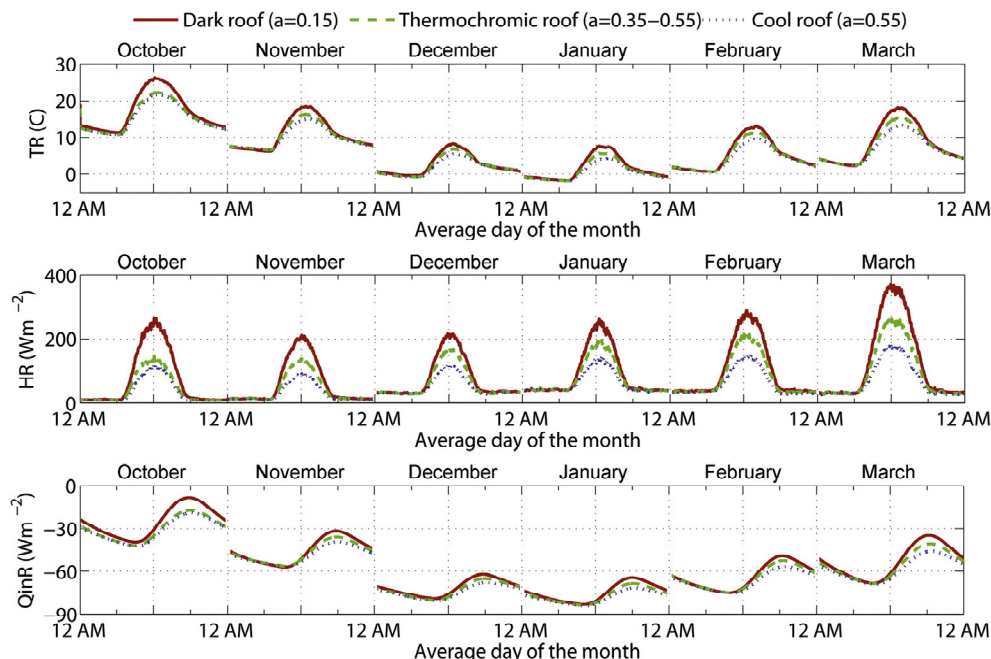 Dark roof (a=0.15) Thermochromic roof (a=0.35−0.55) Cool roof (a=0.55)
October November December January February March
30
20
10
0
TR (C)
12 AM 12 AM 12 AM 12 AM 12 AM 12 AM 12 AM
Average day of the month
October November December January February March
400
200
0
HR (Wm −2)
12 AM 12 AM 12 AM 12 AM 12 AM 12 AM 12 AM
Average day of the month
October November December January February March
0
−30
−60
−90
QinR (Wm −2)
12 AM 12 AM 12 AM 12 AM 12 AM 12 AM 12 AM
Average day of the month